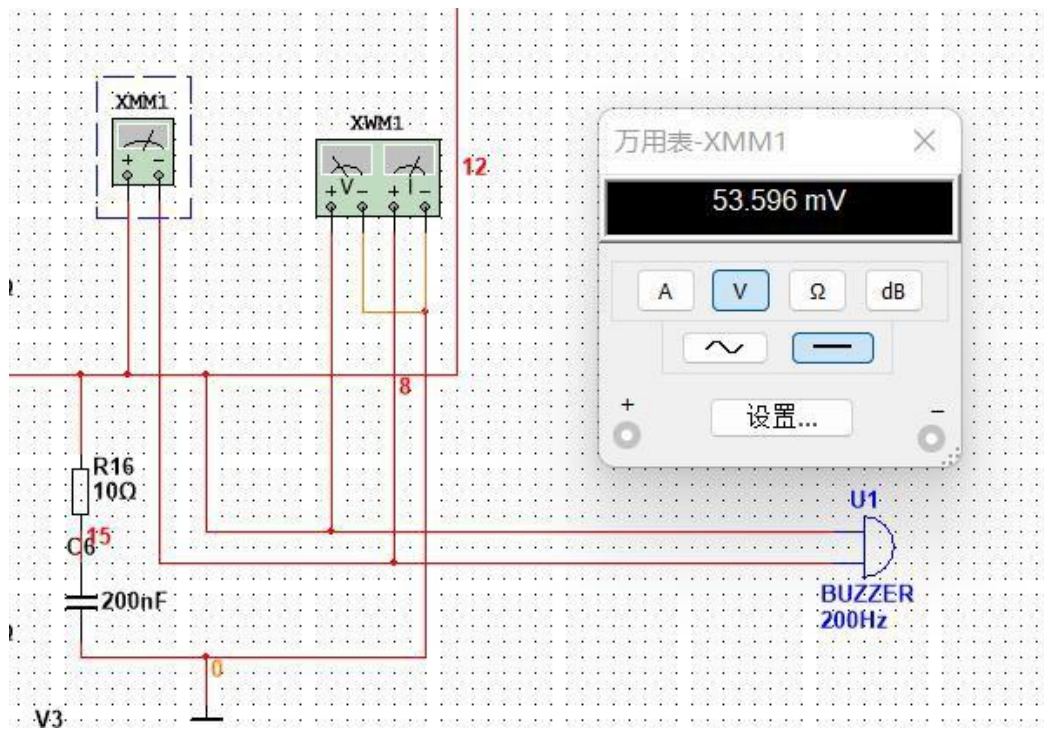 XMM1
XWM1
+ -
V
+ - + -
I
12
万用表-XMM1
53.596 mV
A V Ω dB
+ 设置... -
8
R16
10Ω
15
C6
200nF
0
V3
U1
BUZZER
200Hz